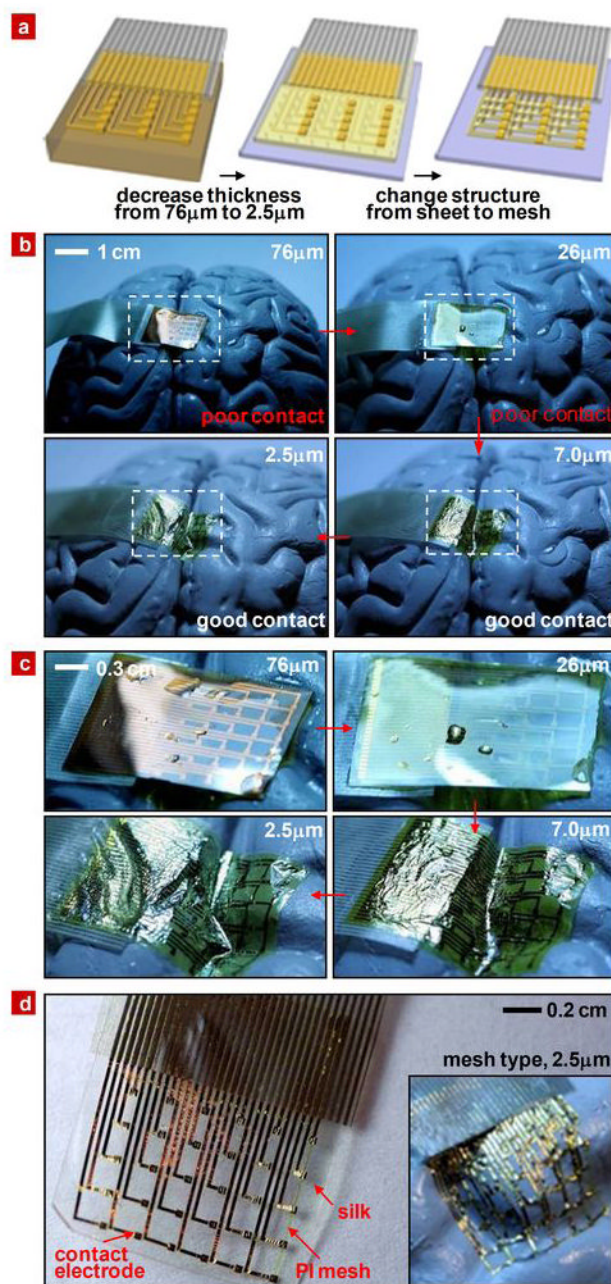 a
decrease thickness
from 76μm to 2.5μm
change structure
from sheet to mesh
b
1 cm
76μm
26μm
poor contact
poor contact
2.5μm
7.0μm
good contact
good contact
c
0.3 cm
76μm
26μm
2.5μm
7.0μm
d
0.2 cm
mesh type, 2.5μm
silk
contact
electrode
PI mesh